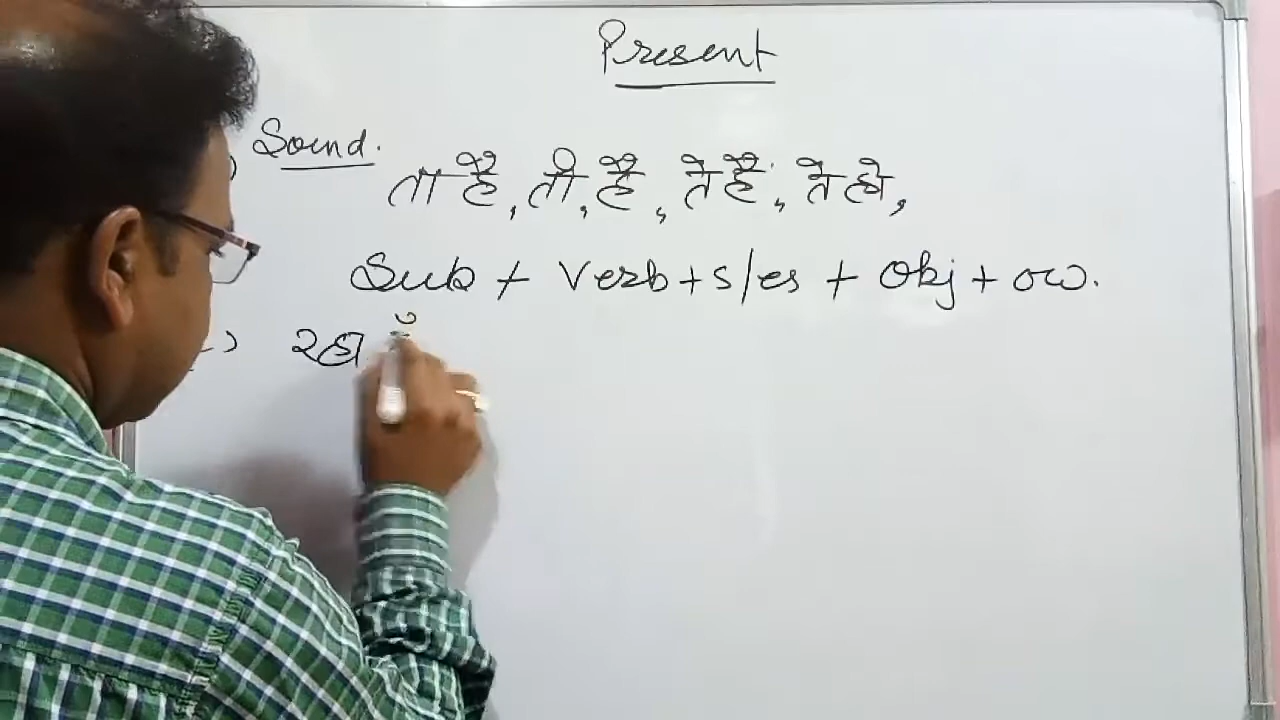 Present
Sound.
ता है, ती है, ते हैं, ते हो,
Sub + Verb + s/es + Obj + ow.
रहा